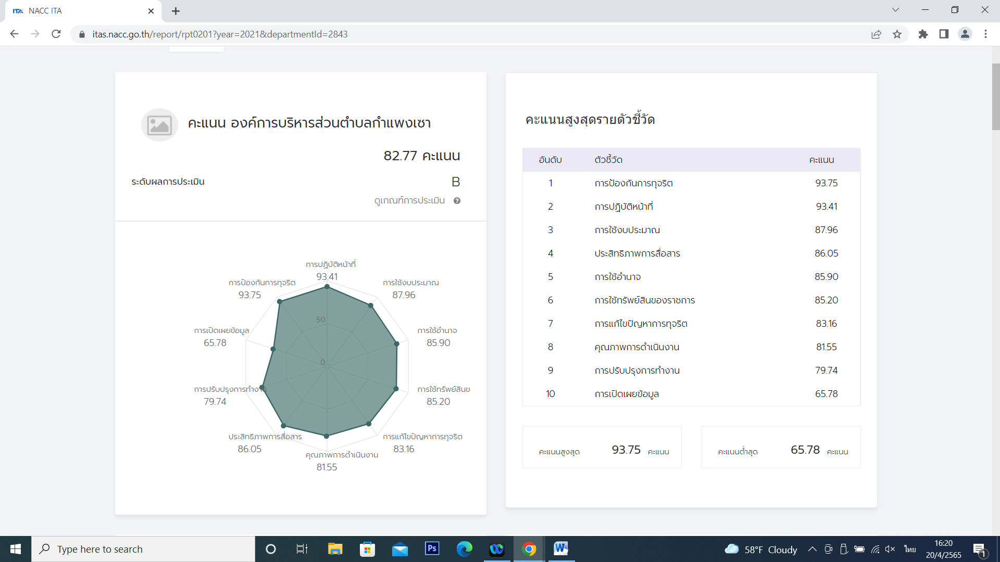 NACC ITA
itas.nacc.go.th/report/rpt0201?year=2021&departmentId=2843
คะแนน องค์การบริหารส่วนตำบลกำแพงเซา
82.77 คะแนน
ระดับผลการประเมิน B
ดูเกณฑ์การประเมิน ?
การปฏิบัติหน้าที่
93.41
การป้องกันการทุจริต
93.75
การใช้งบประมาณ
87.96
50
การเปิดเผยข้อมูล
65.78
การใช้อำนาจ
85.90
0
การปรับปรุงการทำงาน
79.74
การใช้ทรัพย์สินข
85.20
ประสิทธิภาพการสื่อสาร
86.05
การแก้ไขปัญหาการทุจริต
83.16
คุณภาพการดำเนินงาน
81.55
คะแนนสูงสุดรายตัวชี้วัด
อันดับ ตัวชี้วัด คะแนน
1 การป้องกันการทุจริต 93.75
2 การปฏิบัติหน้าที่ 93.41
3 การใช้งบประมาณ 87.96
4 ประสิทธิภาพการสื่อสาร 86.05
5 การใช้อำนาจ 85.90
6 การใช้ทรัพย์สินของราชการ 85.20
7 การแก้ไขปัญหาการทุจริต 83.16
8 คุณภาพการดำเนินงาน 81.55
9 การปรับปรุงการทำงาน 79.74
10 การเปิดเผยข้อมูล 65.78
คะแนนสูงสุด 93.75 คะแนน
คะแนนต่ำสุด 65.78 คะแนน
Type here to search
Ps
W
58°F Cloudy
ไทย
16:20
20/4/2565
1